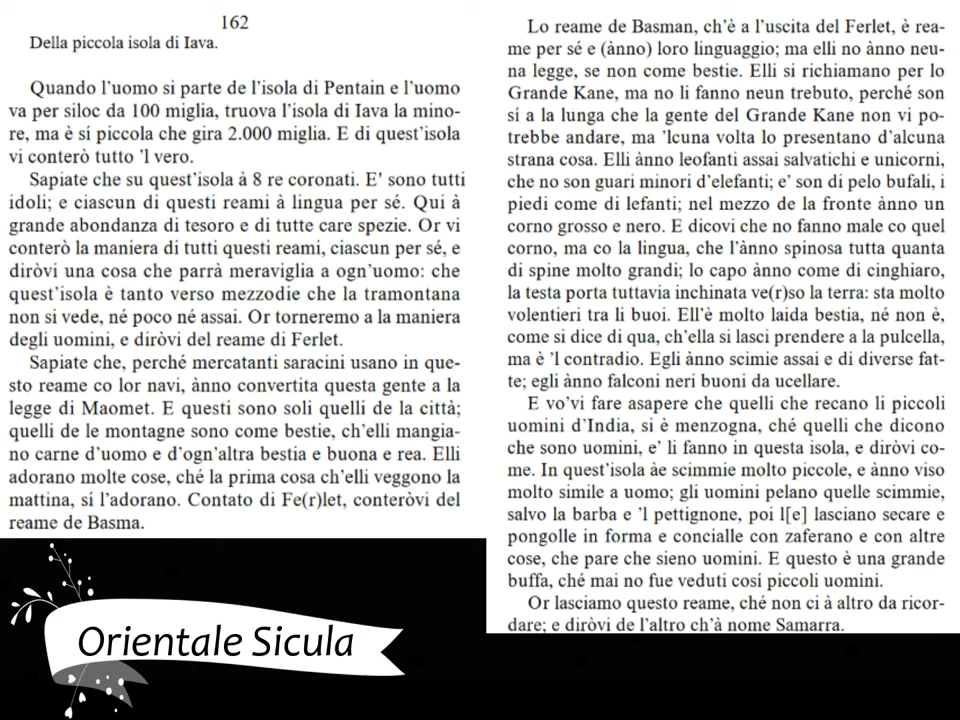 162
Della piccola isola di Iava.
Quando l'uomo si parte de l'isola di Pentain e l'uomo
va per siloc da 100 miglia, truova l'isola di Iava la mino-
re, ma è sí piccola che gira 2.000 miglia. E di quest'isola
vi conterò tutto 'l vero.
Sapiate che su quest'isola à 8 re coronati. E' sono tutti
idoli; e ciascun di questi reami à lingua per sé. Qui à
grande abondanza di tesoro e di tutte care spezie. Or vi
conterò la maniera di tutti questi reami, ciascun per sé, e
diròvi una cosa che parrà meraviglia a ogn'uomo: che
quest'isola è tanto verso mezzodie che la tramontana
non si vede, né poco né assai. Or torneremo a la maniera
degli uomini, e diròvi del reame di Ferlet.
Sapiate che, perché mercatanti saracini usano in que-
sto reame co lor navi, ànno convertita questa gente a la
legge di Maomet. E questi sono soli quelli de la città;
quelli de le montagne sono come bestie, ch'elli mangia-
no carne d'uomo e d'ogn'altra bestia e buona e rea. Elli
adorano molte cose, ché la prima cosa ch'elli veggono la
mattina, sí l'adorano. Contato di Fe(r)let, conteròvi del
reame de Basma.
Lo reame de Basman, ch'è a l'uscita del Ferlet, è rea-
me per sé e (ànno) loro linguaggio; ma elli no ànno neu-
na legge, se non come bestie. Elli si richiamano per lo
Grande Kane, ma no li fanno neun trebuto, perché son
sí a la lunga che la gente del Grande Kane non vi po-
trebbe andare, ma 'lcuna volta lo presentano d'alcuna
strana cosa. Elli ànno leofanti assai salvatichi e unicorni,
che no son guari minori d'elefanti; e' son di pelo bufali, i
piedi come di lefanti; nel mezzo de la fronte ànno un
corno grosso e nero. E dicovi che no fanno male co quel
corno, ma co la lingua, che l'ànno spinosa tutta quanta
di spine molto grandi; lo capo ànno come di cinghiaro,
la testa porta tuttavia inchinata ve(r)so la terra: sta molto
volentieri tra li buoi. Ell'è molto laida bestia, né non è,
come si dice di qua, ch'ella si lasci prendere a la pulcella,
ma è 'l contradio. Egli ànno scimie assai e di diverse fat-
te; egli ànno falconi neri buoni da ucellare.
E vo'vi fare asapere che quelli che recano li piccoli
uomini d'India, si è menzogna, ché quelli che dicono
che sono uomini, e' li fanno in questa isola, e diròvi co-
me. In quest'isola àe scimmie molto piccole, e ànno viso
molto simile a uomo; gli uomini pelano quelle scimmie,
salvo la barba e 'l pettignone, poi l[e] lasciano secare e
pongolle in forma e concialle con zaferano e con altre
cose, che pare che sieno uomini. E questo è una grande
buffa, ché mai no fue veduti cosí piccoli uomini.
Or lasciamo questo reame, ché non ci à altro da ricor-
dare; e diròvi de l'altro ch'à nome Samarra.
Orientale Sicula